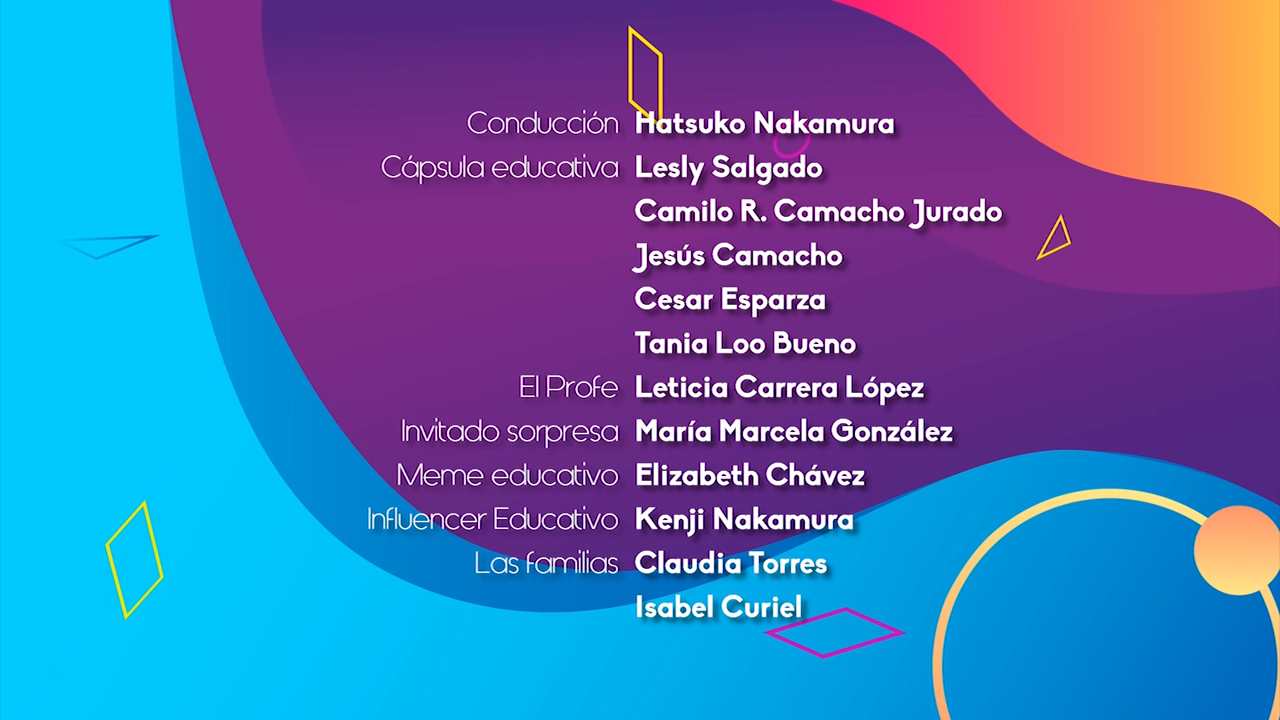 Conducción Hatsuko Nakamura
Cápsula educativa Lesly Salgado
Camilo R. Camacho Jurado
Jesús Camacho
Cesar Esparza
Tania Loo Bueno
El Profe Leticia Carrera López
Invitado sorpresa María Marcela González
Meme educativo Elizabeth Chávez
Influencer Educativo Kenji Nakamura
Las familias Claudia Torres
Isabel Curiel